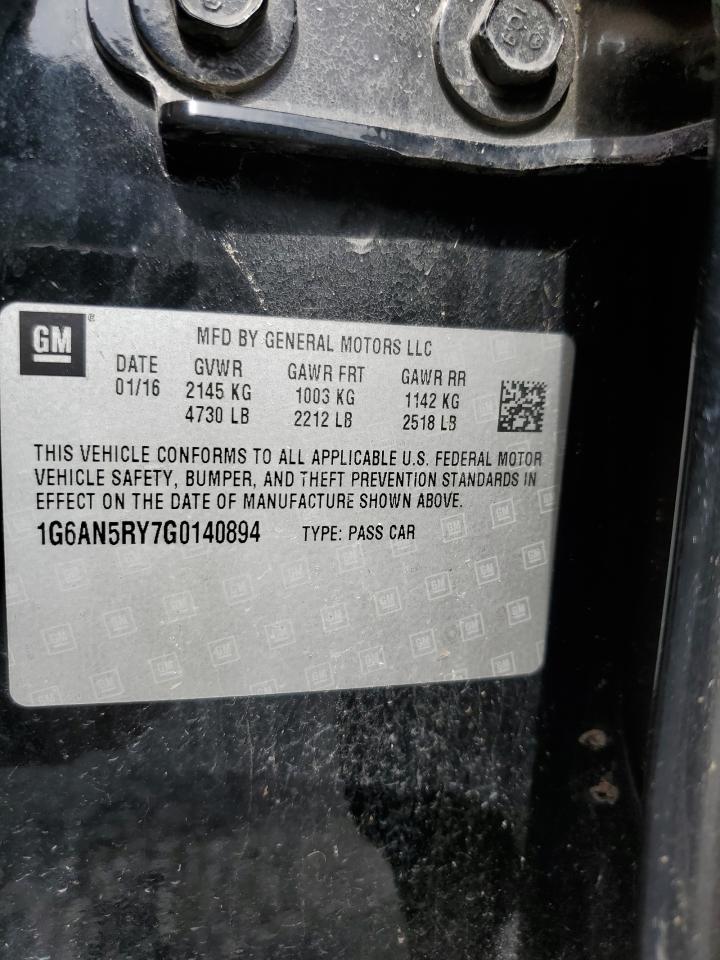 GM
MFD BY GENERAL MOTORS LLC
DATE GVWR GAWR FRT GAWR RR
01/16 2145 KG 1003 KG 1142 KG
4730 LB 2212 LB 2518 LB
THIS VEHICLE CONFORMS TO ALL APPLICABLE U.S. FEDERAL MOTOR
VEHICLE SAFETY, BUMPER, AND THEFT PREVENTION STANDARDS IN
EFFECT ON THE DATE OF MANUFACTURE SHOWN ABOVE.
1G6AN5RY7G0140894 TYPE: PASS CAR